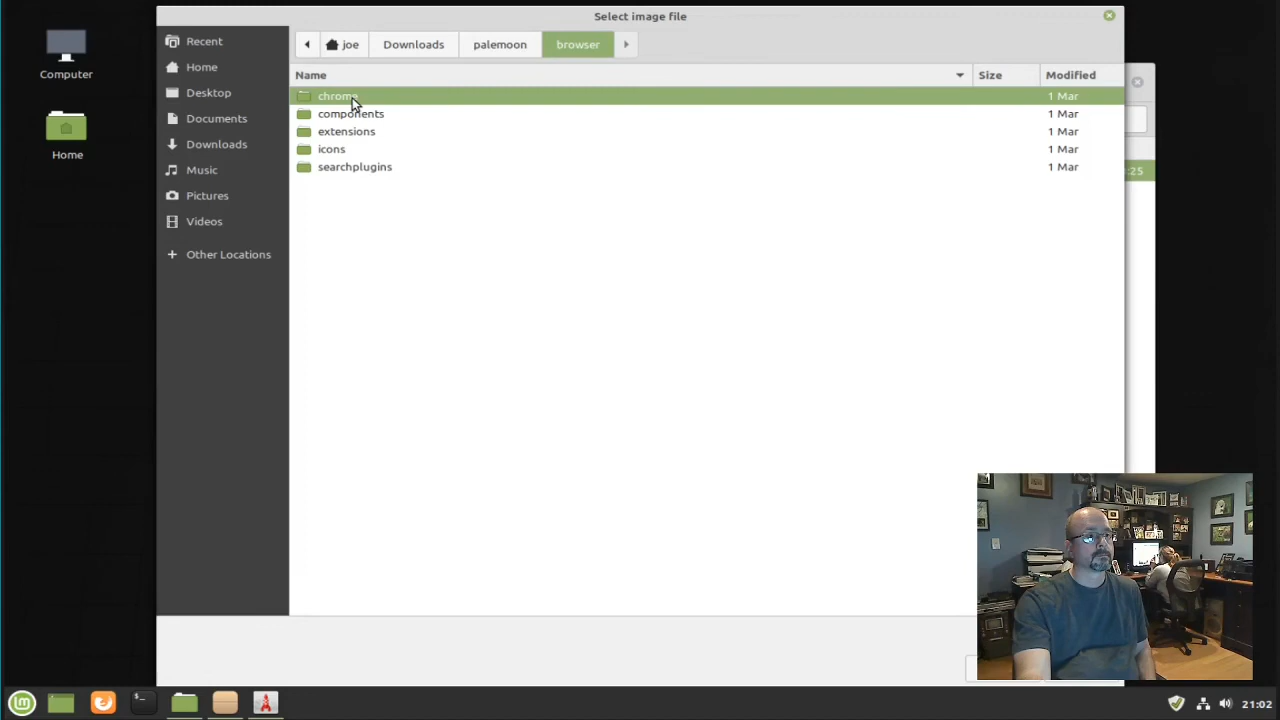 Select image file
Computer
Home
Recent
Home
Desktop
Documents
Downloads
Music
Pictures
Videos
Other Locations
joe
Downloads
palemoon
browser
Name
Size
Modified
chrome
1 Mar
components
1 Mar
extensions
1 Mar
icons
1 Mar
searchplugins
1 Mar
:25
21:02